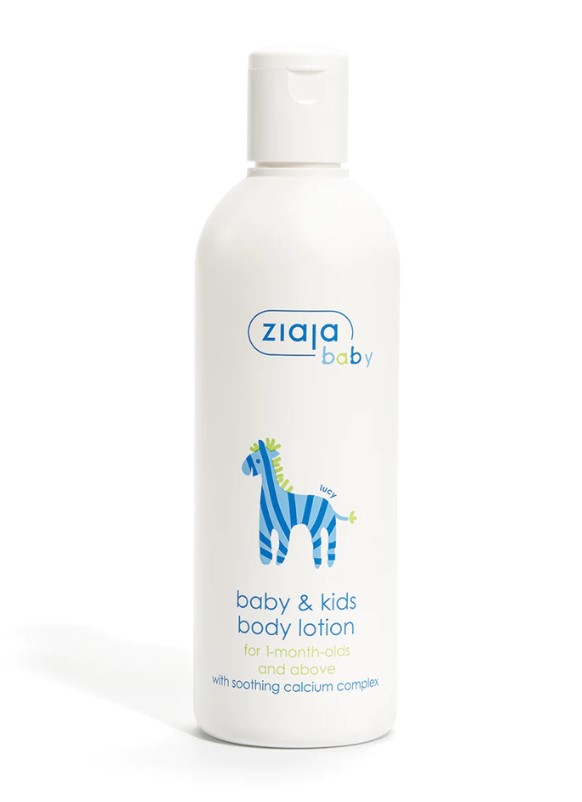 ziaja
baby
lucy
baby & kids
body lotion
for 1-month-olds
and above
with soothing calcium complex